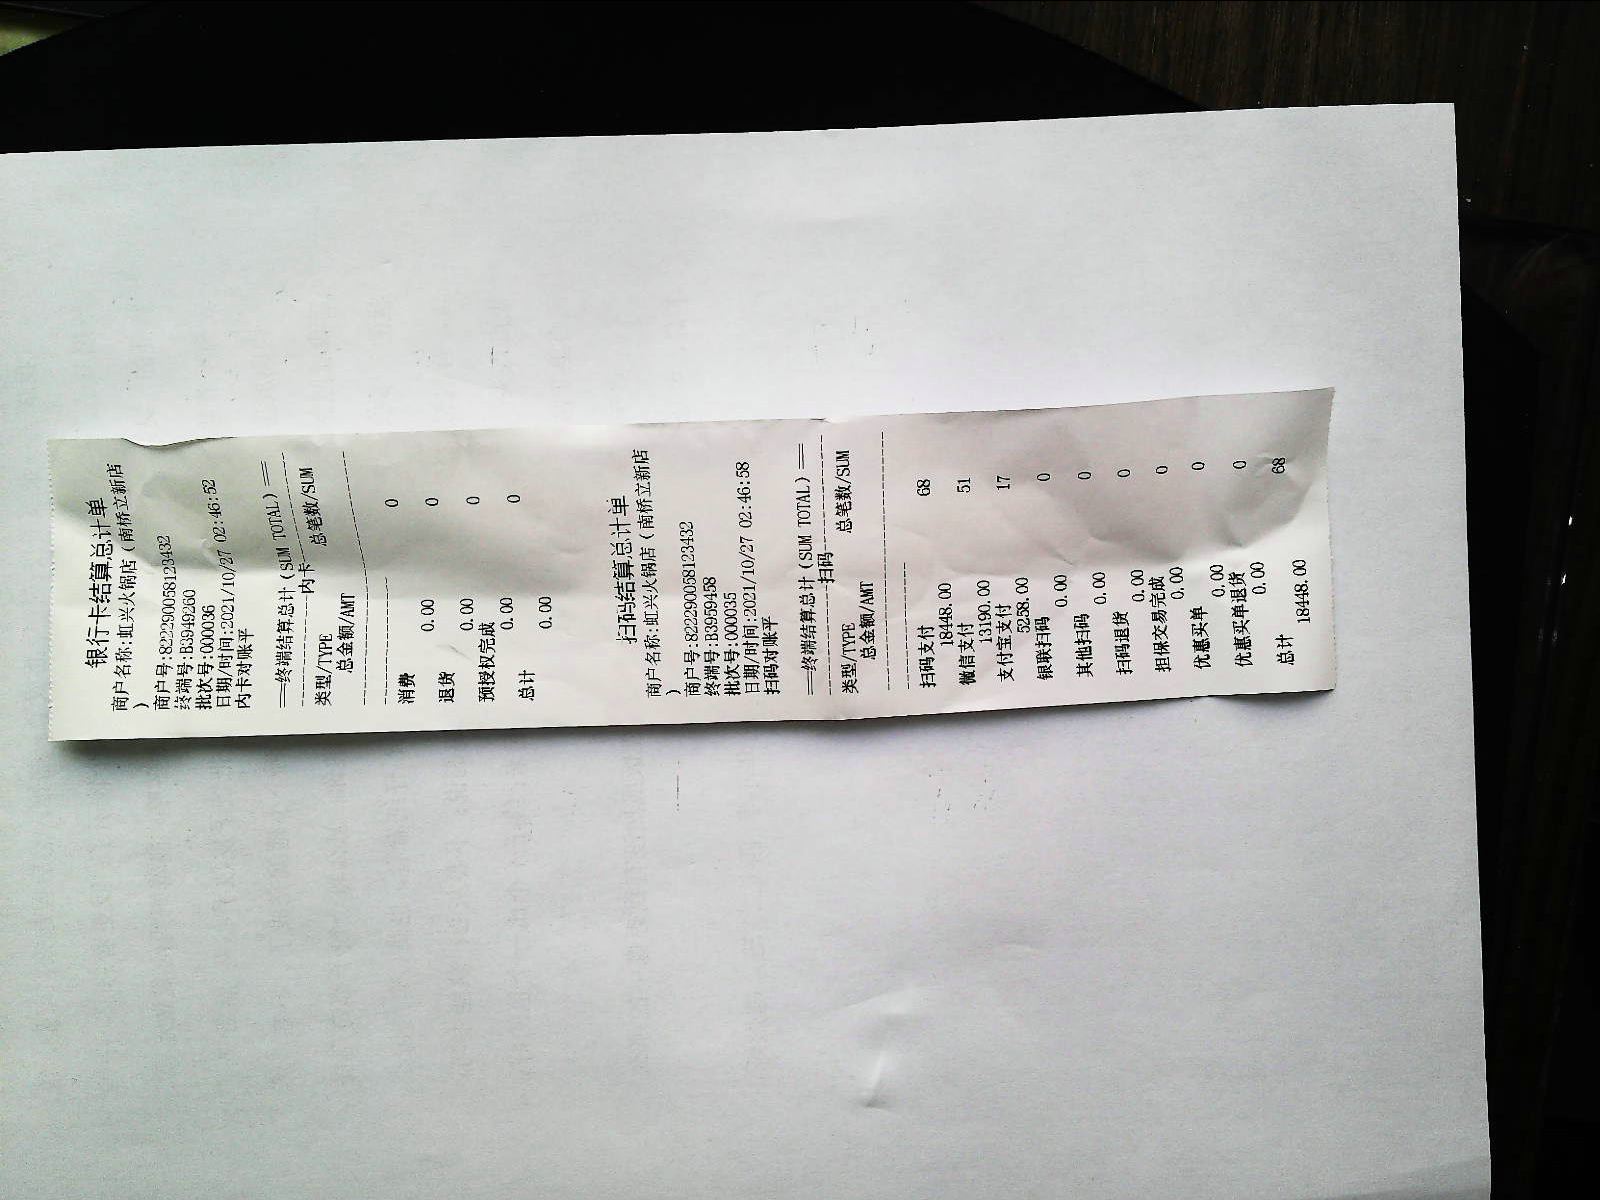 银行卡结算总计单
商户名称:虹兴火锅店(南桥立新店
)
商户号:822290058123432
终端号:B3949260
批次号:000036
日期/时间:2021/10/27 02:46:52
内卡对账平
==终端结算总计(SUM TOTAL)==
----------内卡----------
类型/TYPE 总笔数/SUM
总金额/AMT
消费 0
0.00
退货 0
0.00
预授权完成 0
0.00
总计 0
0.00
扫码结算总计单
商户名称:虹兴火锅店(南桥立新店
)
商户号:822290058123432
终端号:B3959458
批次号:000035
日期/时间:2021/10/27 02:46:58
扫码对账平
==终端结算总计(SUM TOTAL)==
----------扫码----------
类型/TYPE 总笔数/SUM
总金额/AMT
扫码支付 68
18448.00
微信支付 51
13190.00
支付宝支付 17
5258.00
银联扫码 0
0.00
其他扫码 0
0.00
扫码退货 0
0.00
担保交易完成 0
0.00
优惠买单 0
0.00
优惠买单退货 0
0.00
总计 68
18448.00